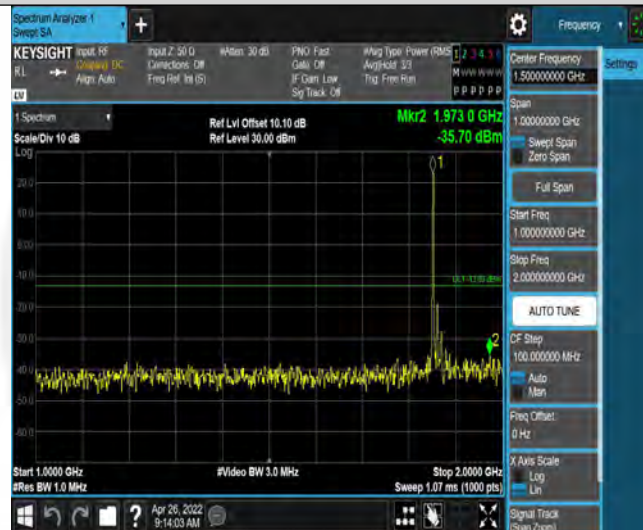 Spectrum Analyzer 1
Swept SA
+
Frequency
KEYSIGHT
Input: RF
Coupling: DC
Align: Auto
Input Z: 50 Ω
Corrections: Off
Freq Ref: Int (S)
#Atten: 30 dB
PNO: Fast
Gate: Off
IF Gain: Low
Sig Track: Off
#Avg Type: Power (RMS
Avg|Hold: 3/3
Trig: Free Run
1 2 3 4 5 6
M W W W W W
P P P P P P
LXI
Center Frequency
1.500000000 GHz
Settings
Span
1.00000000 GHz
Swept Span
Zero Span
Full Span
Start Freq
1.000000000 GHz
Stop Freq
2.000000000 GHz
AUTO TUNE
CF Step
100.000000 MHz
Auto
Man
Freq Offset
0 Hz
X Axis Scale
Log
Lin
Signal Track
(Span Zoom)
1 Spectrum
Scale/Div 10 dB
Log
Ref Lvl Offset 10.10 dB
Ref Level 30.00 dBm
Mkr2 1.973 0 GHz
-35.70 dBm
1
20.0
10.0
0.00
-10.0
-20.0
-30.0
2
-40.0
-50.0
-60.0
Start 1.0000 GHz
#Res BW 1.0 MHz
#Video BW 3.0 MHz
Stop 2.0000 GHz
Sweep 1.07 ms (1000 pts)
?
Apr 26, 2022
9:14:03 AM